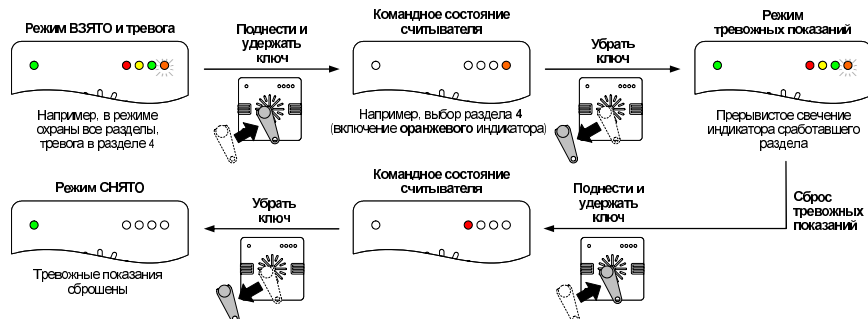 Режим ВЗЯТО и тревога
Поднести и
удержать
ключ
Командное состояние
считывателя
Убрать
ключ
Режим
тревожных показаний
Например, в режиме
охраны все разделы,
тревога в разделе 4
Например, выбор раздела 4
(включение оранжевого индикатора)
Прерывистое свечение
индикатора сработавшего
раздела
Сброс
тревожных
показаний
Режим СНЯТО
Убрать
ключ
Командное состояние
считывателя
Поднести и
удержать
ключ
Тревожные показания
сброшены